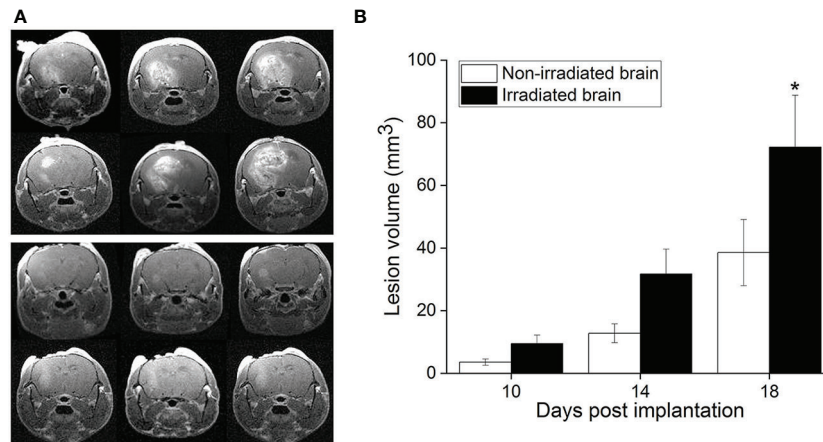 A
B
100
80
60
40
20
0
Lesion volume (mm3)
Non-irradiated brain
Irradiated brain
*
10 14 18
Days post implantation